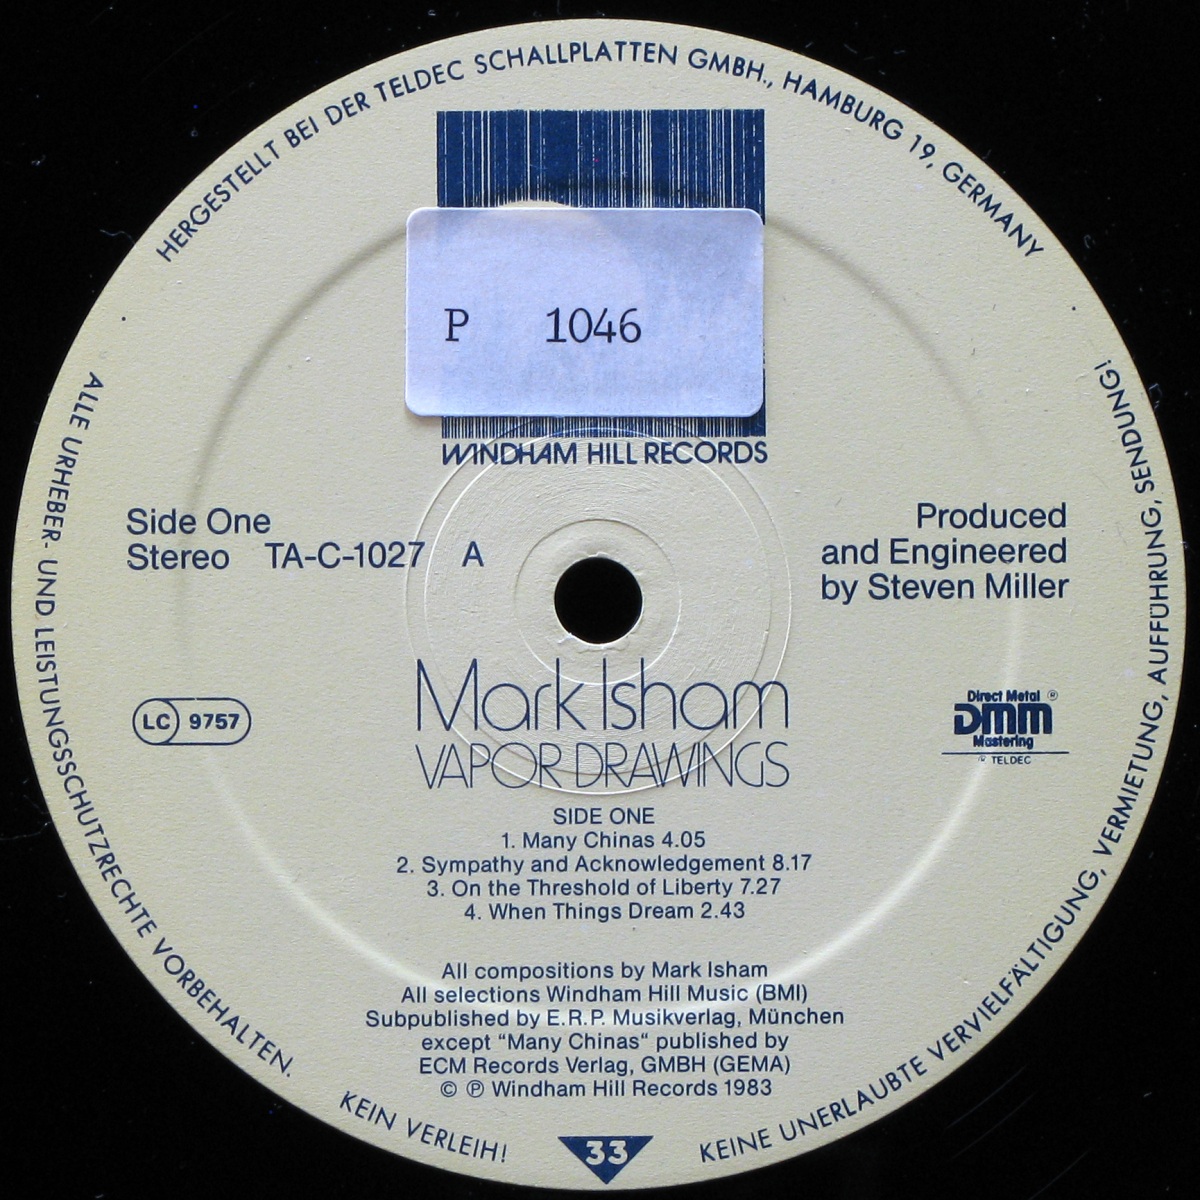 HERGESTELLT BEI DER TELDEC SCHALLPLATTEN GMBH., HAMBURG 19, GERMANY
P 1046
WINDHAM HILL RECORDS
Side One
Stereo TA-C-1027 A
Produced
and Engineered
by Steven Miller
LC 9757
Mark Isham
VAPOR DRAWINGS
Direct Metal ®
DMM
Mastering
℗ TELDEC
SIDE ONE
1. Many Chinas 4.05
2. Sympathy and Acknowledgement 8.17
3. On the Threshold of Liberty 7.27
4. When Things Dream 2.43
All compositions by Mark Isham
All selections Windham Hill Music (BMI)
Subpublished by E.R.P. Musikverlag, München
except “Many Chinas“ published by
ECM Records Verlag, GMBH (GEMA)
© ℗ Windham Hill Records 1983
ALLE URHEBER- UND LEISTUNGSSCHUTZRECHTE VORBEHALTEN.
KEIN VERLEIH!
33
KEINE UNERLAUBTE VERVIELFÄLTIGUNG, VERMIETUNG, AUFFÜHRUNG, SENDUNG!